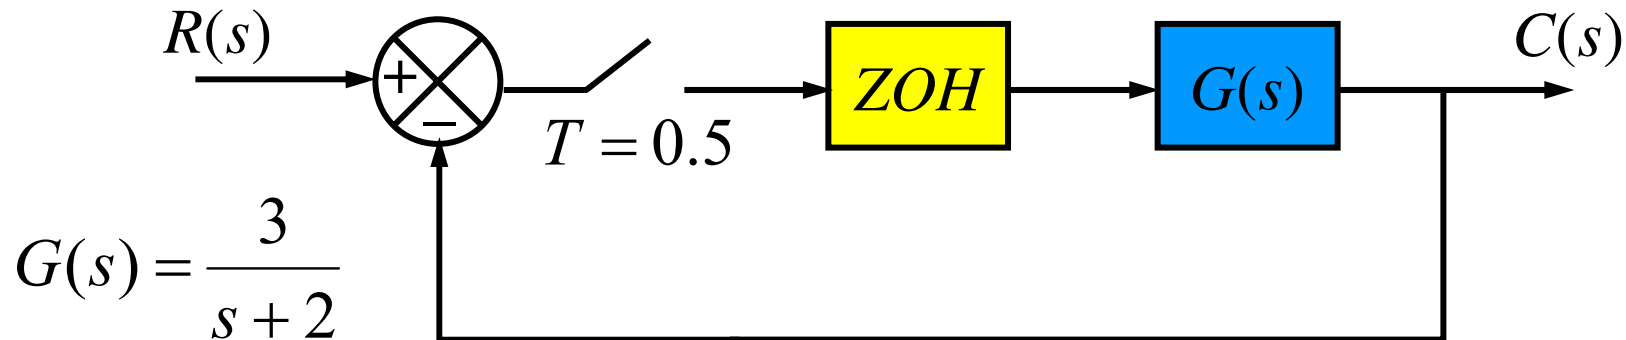 R(s)
C(s)
+
−
ZOH
G(s)
T = 0.5
G(s) = 3/(s + 2)